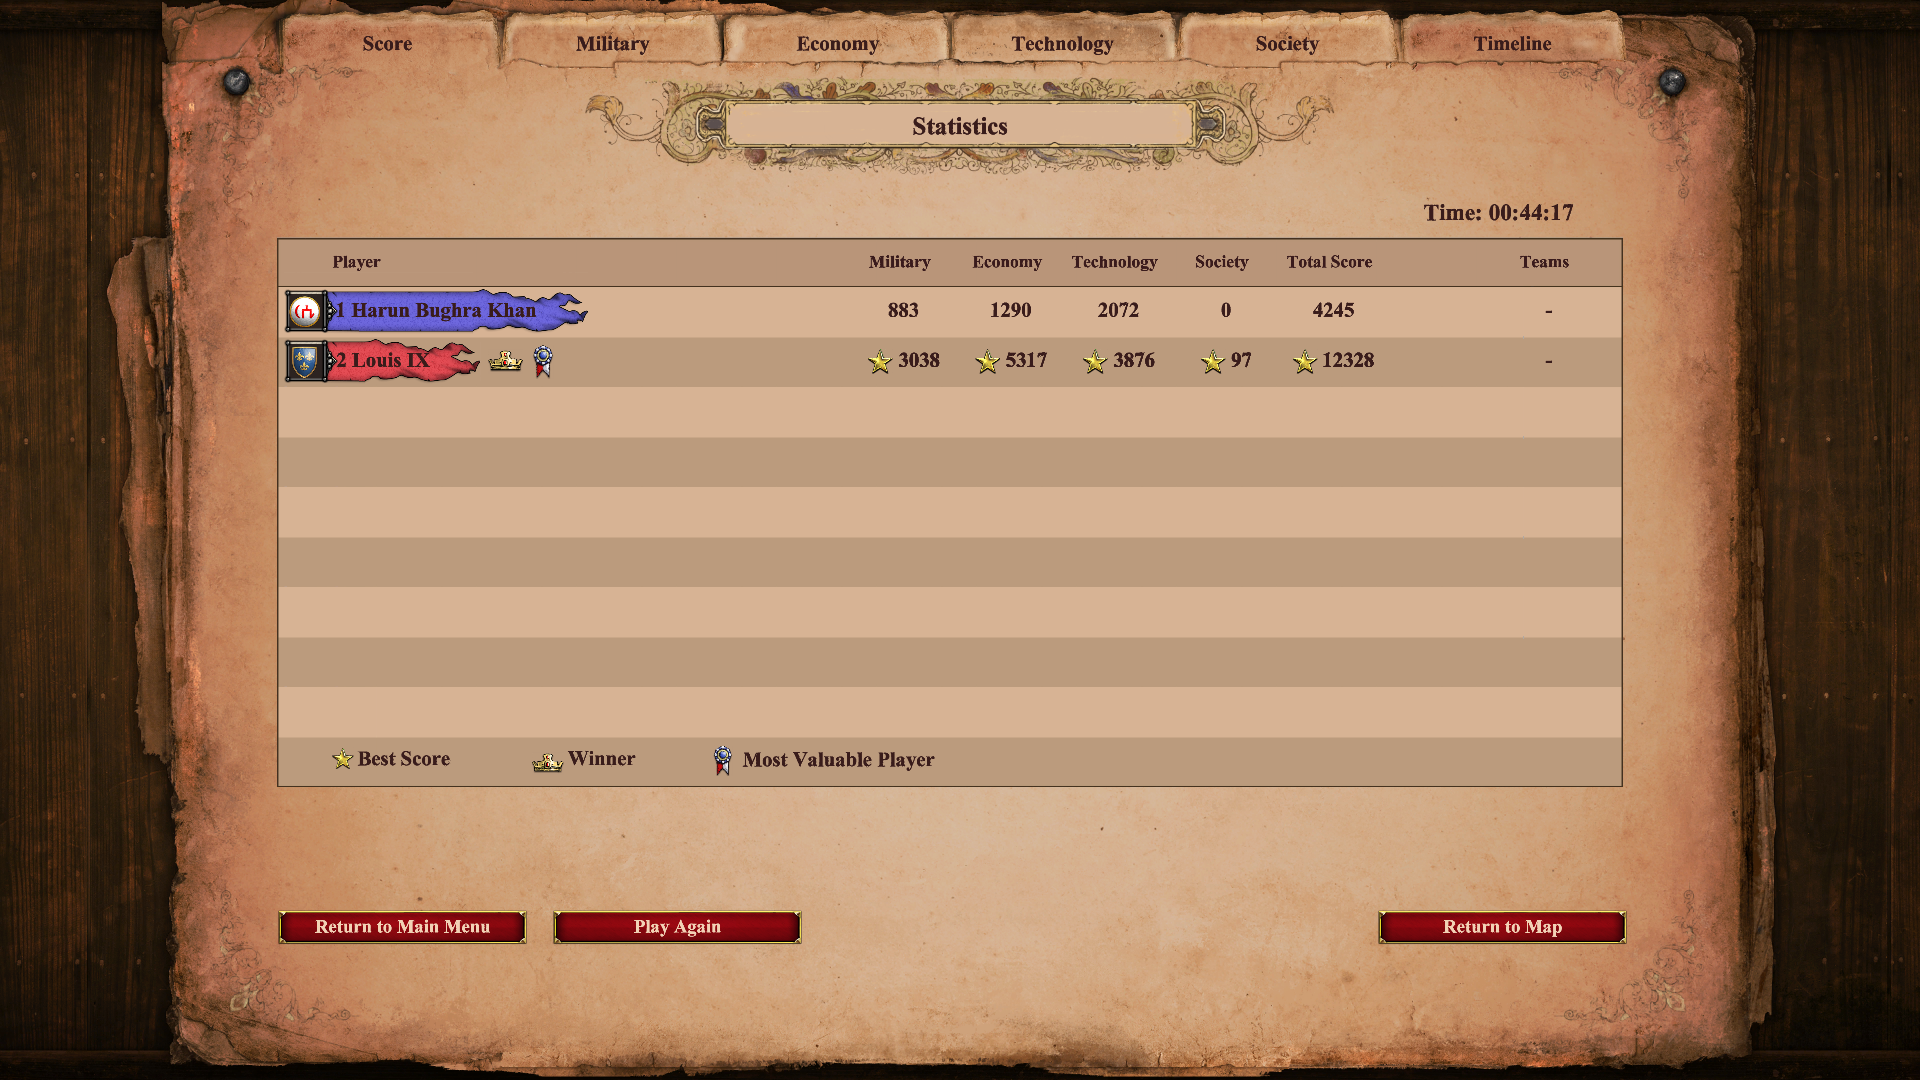 Score Military Economy Technology Society Timeline
Statistics
Time: 00:44:17
Player Military Economy Technology Society Total Score Teams
1 Harun Bughra Khan 883 1290 2072 0 4245 -
2 Louis IX 3038 5317 3876 97 12328 -
Best Score Winner Most Valuable Player
Return to Main Menu Play Again Return to Map